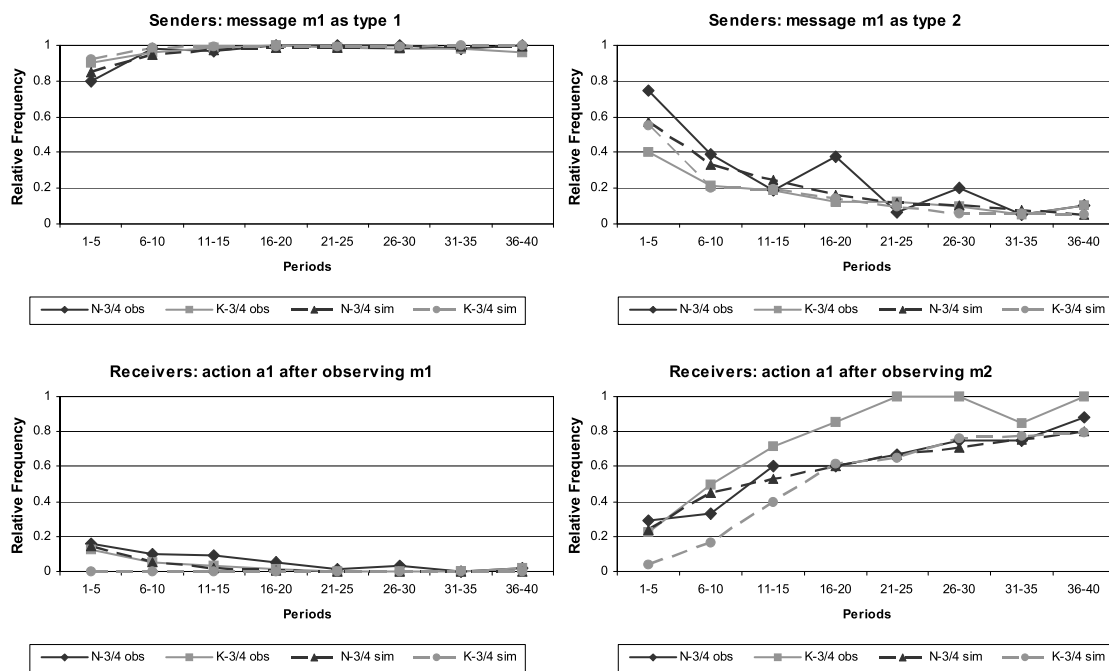 Senders: message m1 as type 1
Relative Frequency
1
0.8
0.6
0.4
0.2
0
1-5 6-10 11-15 16-20 21-25 26-30 31-35 36-40
Periods
N-3/4 obs K-3/4 obs N-3/4 sim K-3/4 sim
Senders: message m1 as type 2
Relative Frequency
1
0.8
0.6
0.4
0.2
0
1-5 6-10 11-15 16-20 21-25 26-30 31-35 36-40
Periods
N-3/4 obs K-3/4 obs N-3/4 sim K-3/4 sim
Receivers: action a1 after observing m1
Relative Frequency
1
0.8
0.6
0.4
0.2
0
1-5 6-10 11-15 16-20 21-25 26-30 31-35 36-40
Periods
N-3/4 obs K-3/4 obs N-3/4 sim K-3/4 sim
Receivers: action a1 after observing m2
Relative Frequency
1
0.8
0.6
0.4
0.2
0
1-5 6-10 11-15 16-20 21-25 26-30 31-35 36-40
Periods
N-3/4 obs K-3/4 obs N-3/4 sim K-3/4 sim